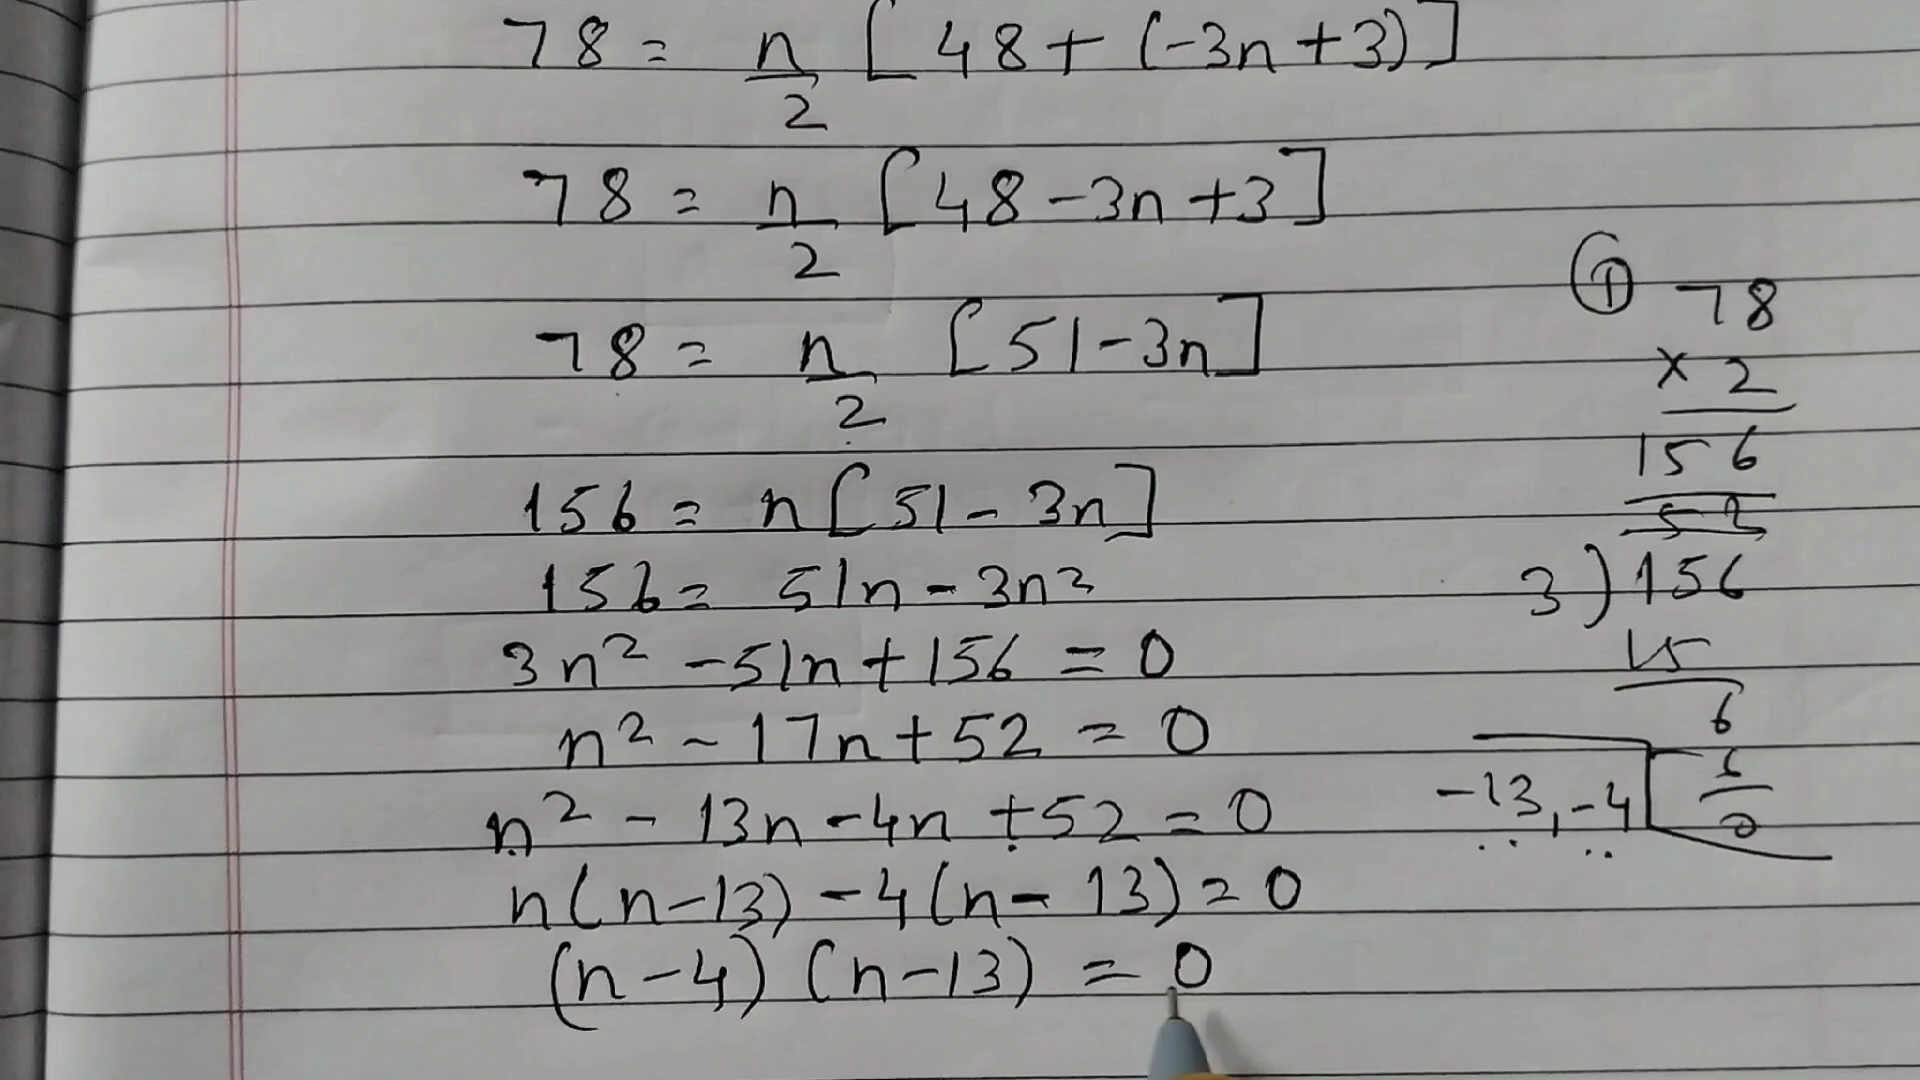 78 = n/2 [48 + (-3n + 3)]
78 = n/2 [48 - 3n + 3]
78 = n/2 [51 - 3n]
156 = n[51 - 3n]
156 = 51n - 3n²
3n² - 51n + 156 = 0
n² - 17n + 52 = 0
n² - 13n - 4n + 52 = 0
n(n - 13) - 4(n - 13) = 0
(n - 4) (n - 13) = 0
① 78
× 2
156
52
3)156
15
6
6
0
-13, -4